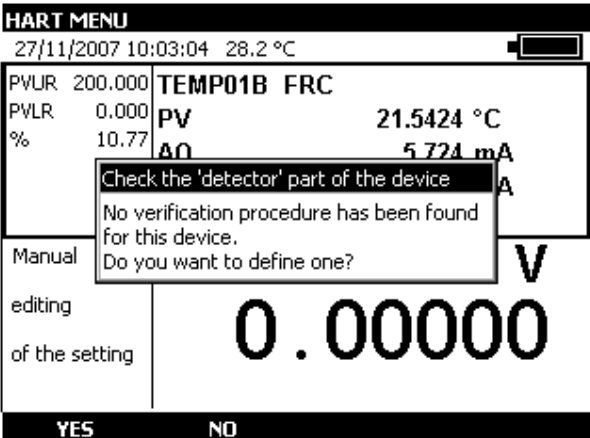 HART MENU
27/11/2007 10:03:04 28.2 °C
PVUR 200.000
PVLR 0.000
% 10.77
TEMP01B FRC
PV 21.5424 °C
AO 5.724 mA
A
Check the 'detector' part of the device
No verification procedure has been found
for this device.
Do you want to define one?
Manual
editing
of the setting
V
0.00000
YES NO